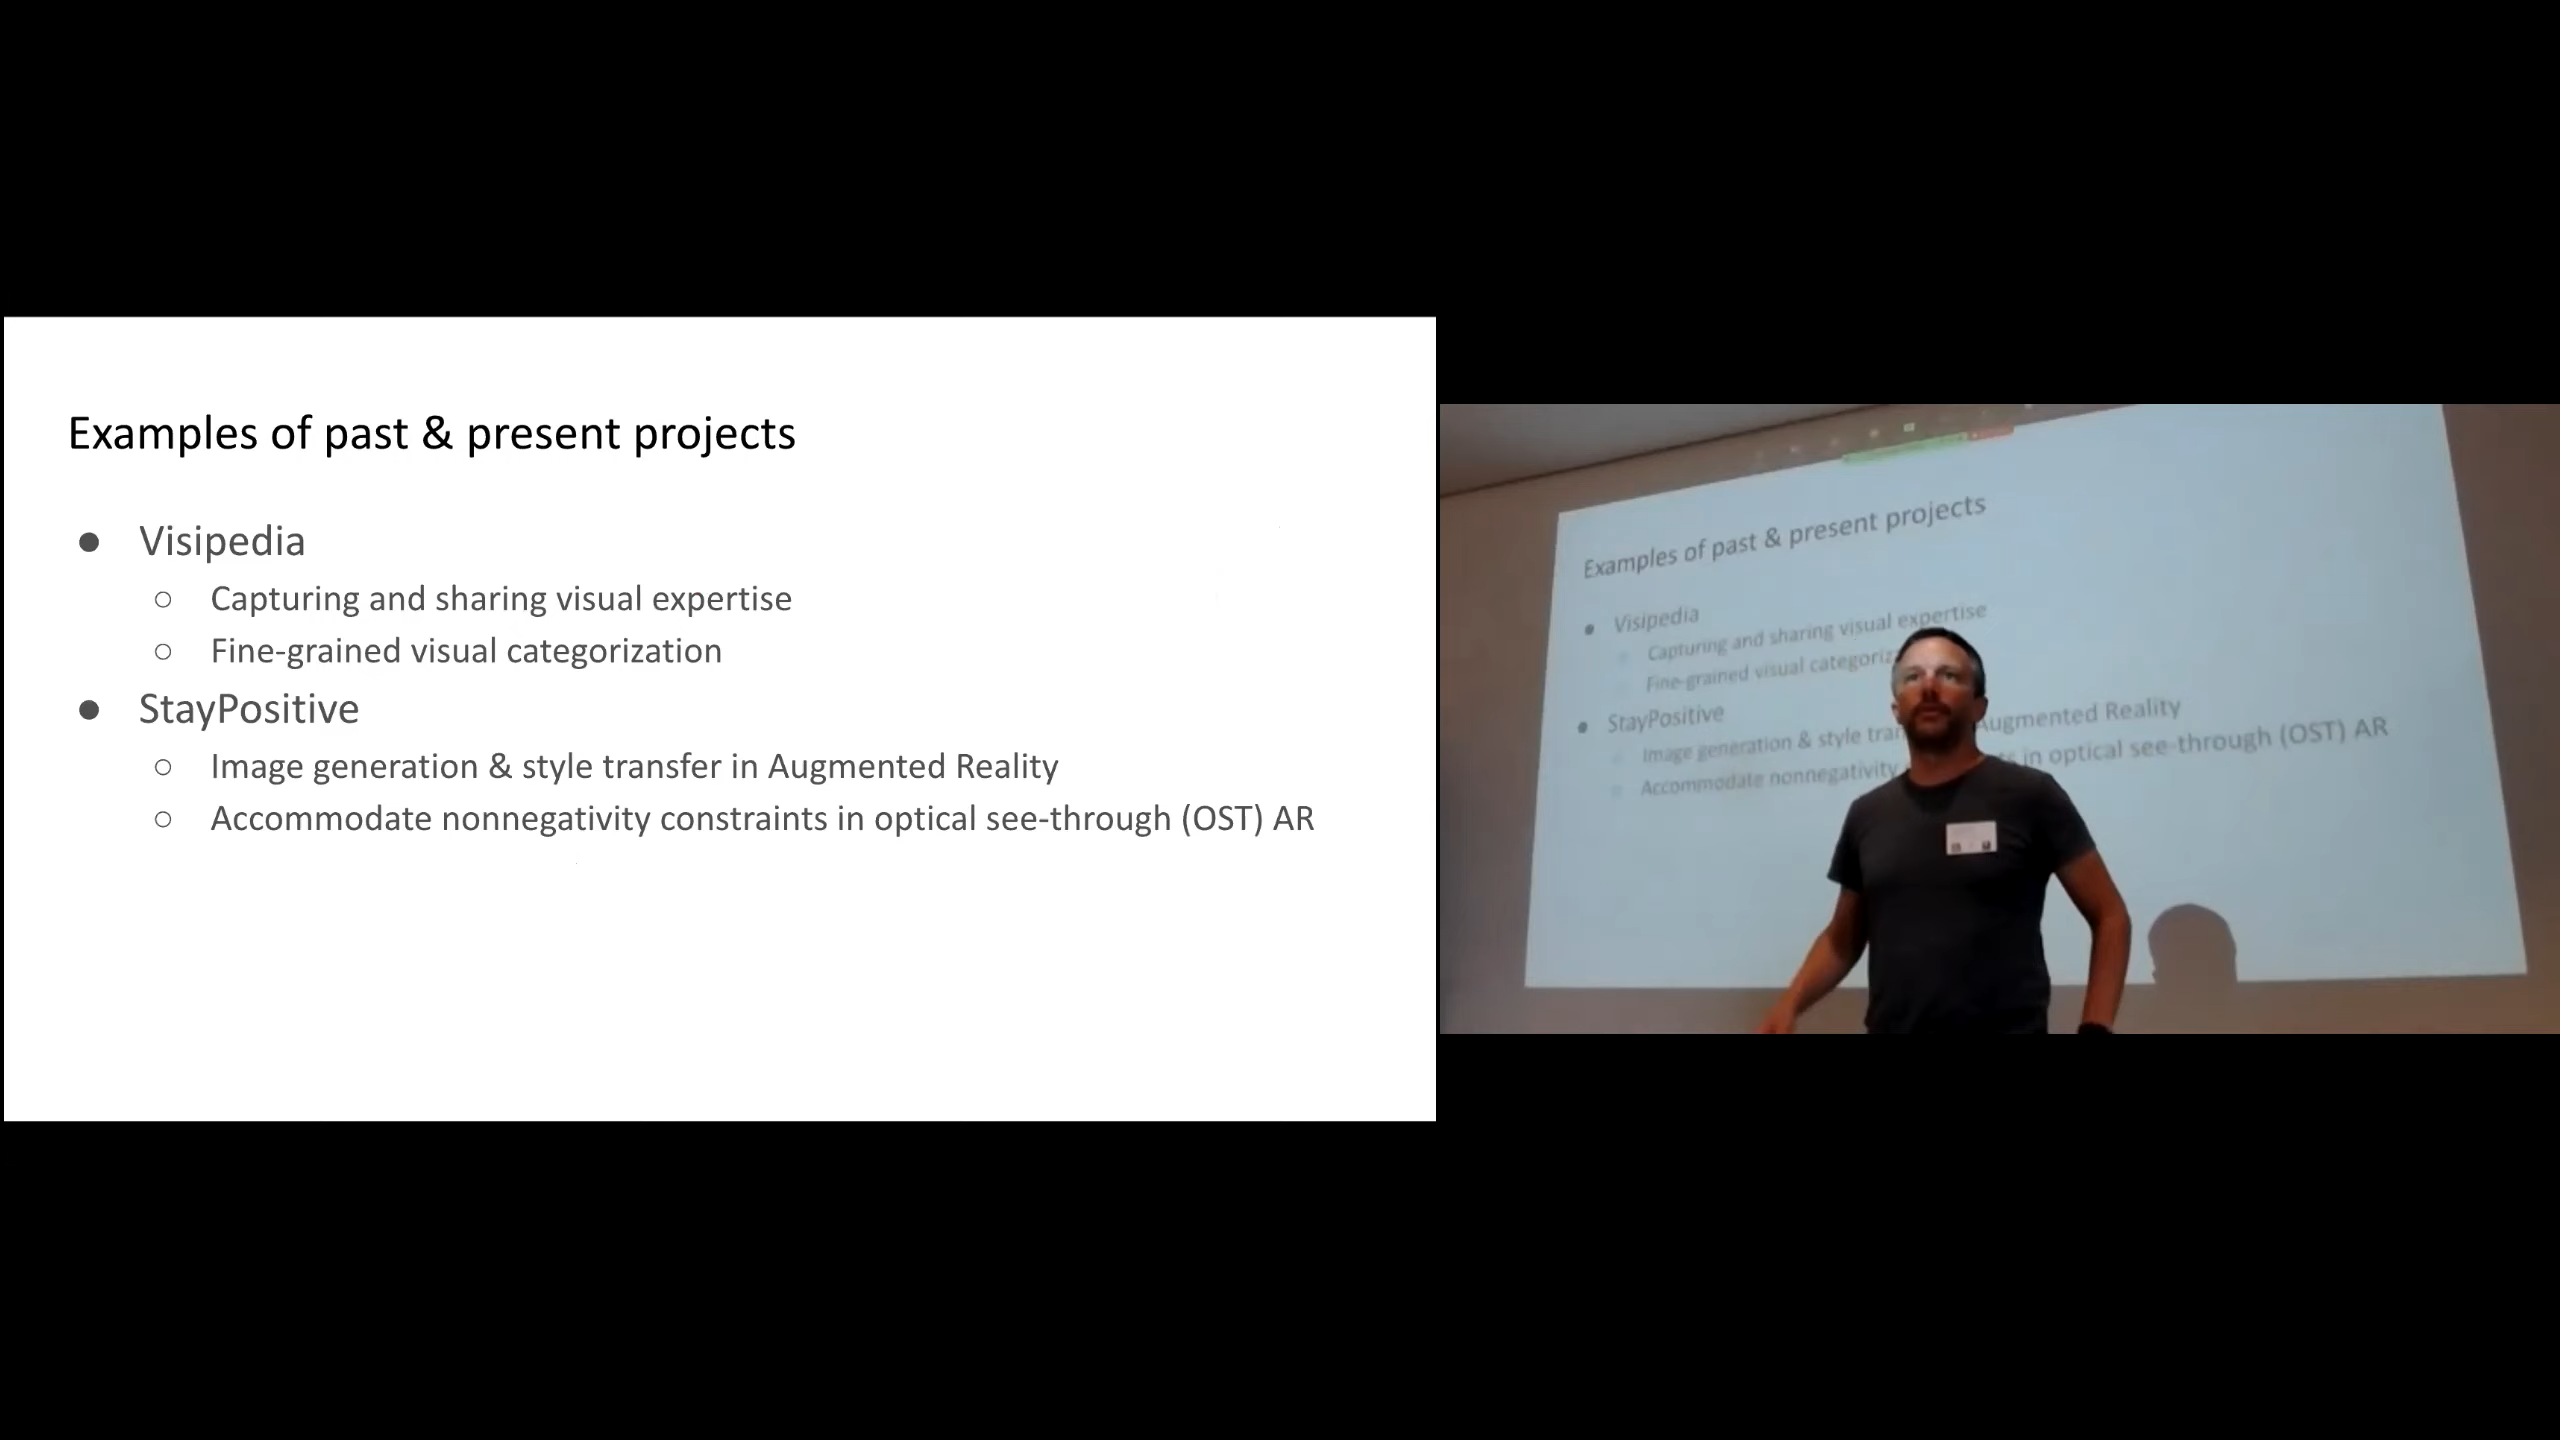 Examples of past & present projects
● Visipedia
○ Capturing and sharing visual expertise
○ Fine-grained visual categorization
● StayPositive
○ Image generation & style transfer in Augmented Reality
○ Accommodate nonnegativity constraints in optical see-through (OST) AR
Examples of past & present projects
● Visipedia
Capturing and sharing visual expertise
Fine-grained visual
● StayPositive
Image generation & style Augmented Reality
Accommodate nonnegativity in optical see-through (OST) AR